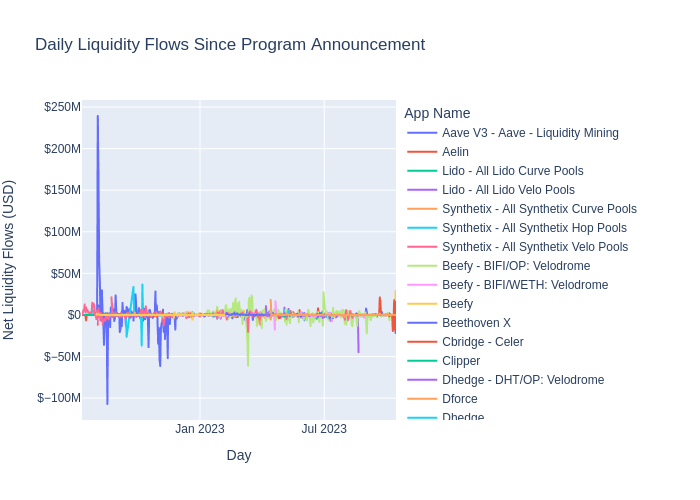 Daily Liquidity Flows Since Program Announcement
$250M
$200M
$150M
$100M
$50M
$0
$−50M
$−100M
Net Liquidity Flows (USD)
Jan 2023
Jul 2023
Day
App Name
Aave V3 - Aave - Liquidity Mining
Aelin
Lido - All Lido Curve Pools
Lido - All Lido Velo Pools
Synthetix - All Synthetix Curve Pools
Synthetix - All Synthetix Hop Pools
Synthetix - All Synthetix Velo Pools
Beefy - BIFI/OP: Velodrome
Beefy - BIFI/WETH: Velodrome
Beefy
Beethoven X
Cbridge - Celer
Clipper
Dhedge - DHT/OP: Velodrome
Dforce
Dhedge